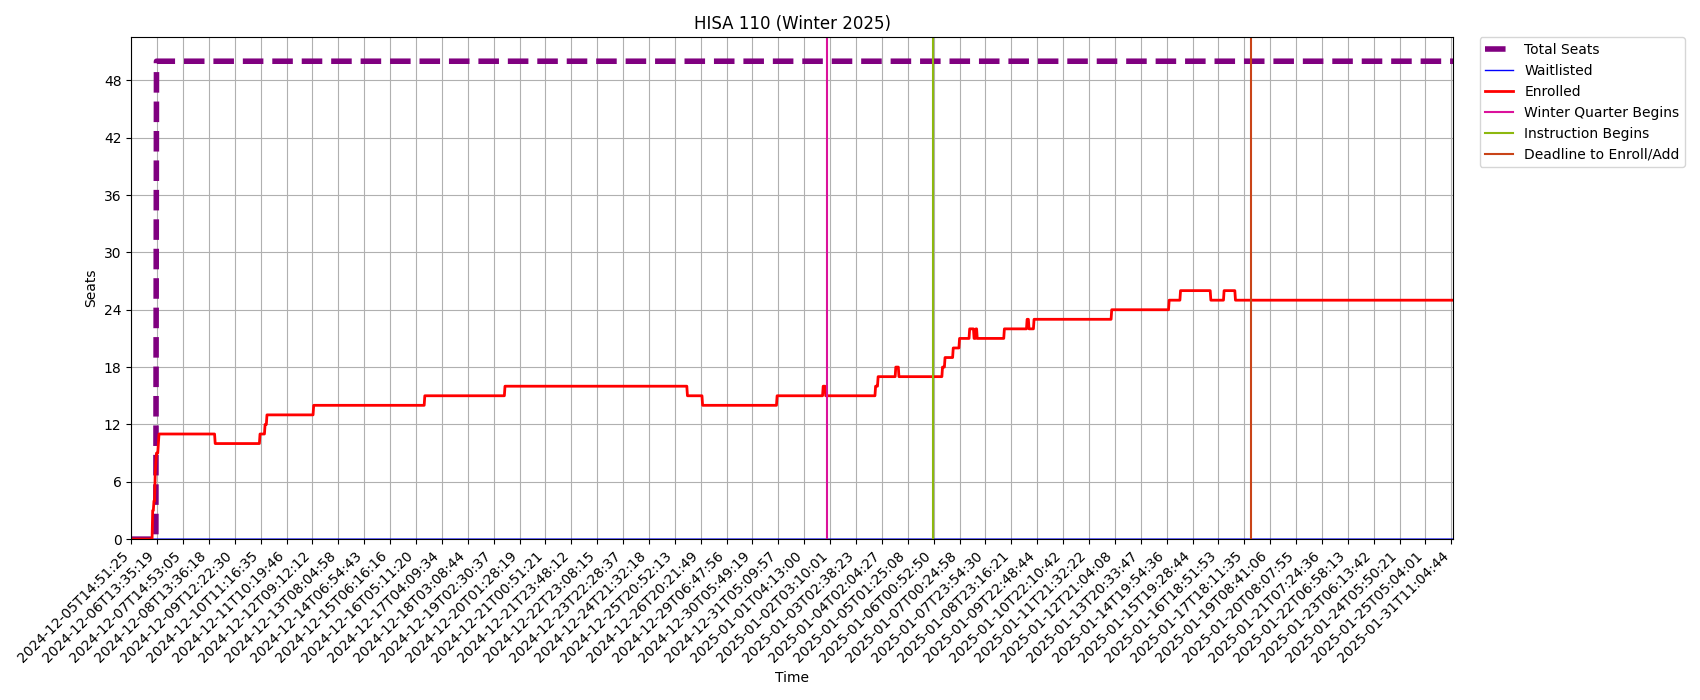 HISA 110 (Winter 2025)
Total Seats
Waitlisted
Enrolled
Winter Quarter Begins
Instruction Begins
Deadline to Enroll/Add
Seats
48
42
36
30
24
18
12
6
0
2024-12-05T14:51:25
2024-12-06T13:35:19
2024-12-07T14:53:05
2024-12-08T13:36:18
2024-12-09T12:22:30
2024-12-10T11:16:35
2024-12-11T10:19:46
2024-12-12T09:12:12
2024-12-13T08:04:58
2024-12-14T06:54:43
2024-12-15T06:16:16
2024-12-16T05:11:20
2024-12-17T04:09:34
2024-12-18T03:08:44
2024-12-19T02:30:37
2024-12-20T01:28:19
2024-12-21T00:51:21
2024-12-21T23:48:12
2024-12-22T23:08:15
2024-12-23T22:28:37
2024-12-24T21:32:18
2024-12-25T20:52:13
2024-12-26T20:21:49
2024-12-29T06:47:56
2024-12-30T05:49:19
2024-12-31T05:09:57
2025-01-01T04:13:00
2025-01-02T03:10:01
2025-01-03T02:38:23
2025-01-04T02:04:27
2025-01-05T01:25:08
2025-01-06T00:52:50
2025-01-07T00:24:58
2025-01-07T23:54:30
2025-01-08T23:16:21
2025-01-09T22:48:44
2025-01-10T22:10:42
2025-01-11T21:32:22
2025-01-12T21:04:08
2025-01-13T20:33:47
2025-01-14T19:54:36
2025-01-15T19:28:44
2025-01-16T18:51:53
2025-01-17T18:11:35
2025-01-19T08:41:06
2025-01-20T08:07:55
2025-01-21T07:24:36
2025-01-22T06:58:13
2025-01-23T06:13:42
2025-01-24T05:50:21
2025-01-25T05:04:01
2025-01-31T11:04:44
Time